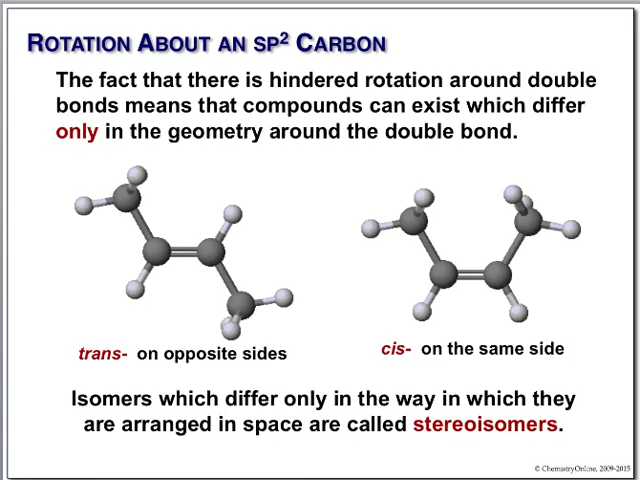 ROTATION ABOUT AN SP² CARBON
The fact that there is hindered rotation around double
bonds means that compounds can exist which differ
only in the geometry around the double bond.
trans- on opposite sides
cis- on the same side
Isomers which differ only in the way in which they
are arranged in space are called stereoisomers.
© ChemistryOnline, 2009-2015